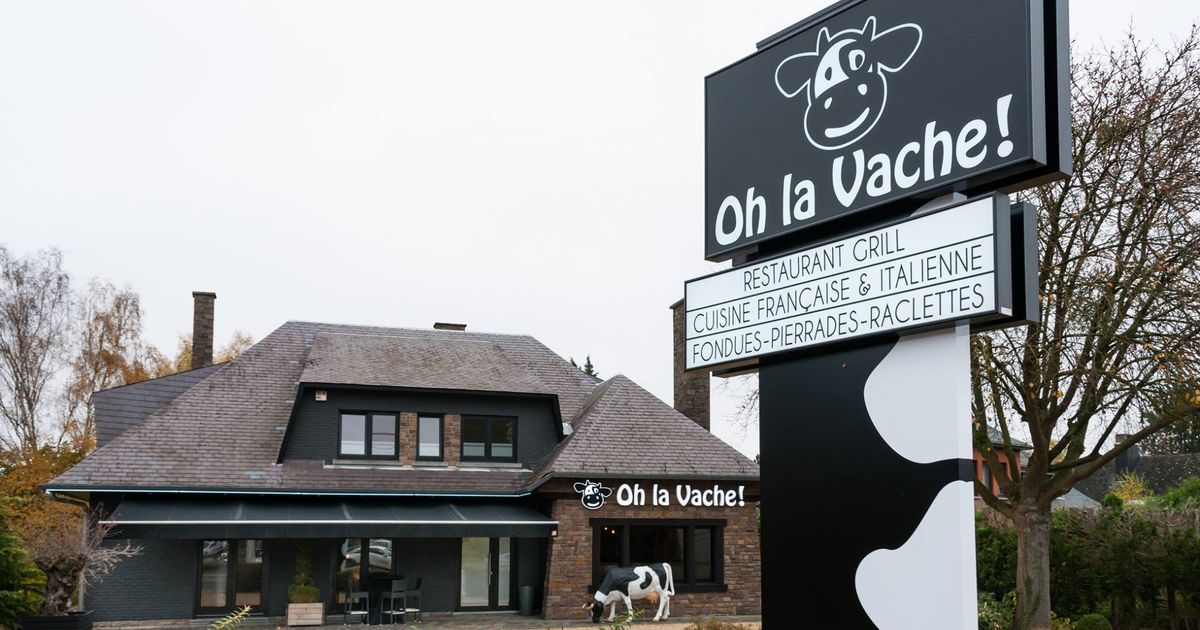 Oh la Vache!
RESTAURANT GRILL
CUISINE FRANÇAISE & ITALIENNE
FONDUES-PIERRADES-RACLETTES
Oh la Vache!